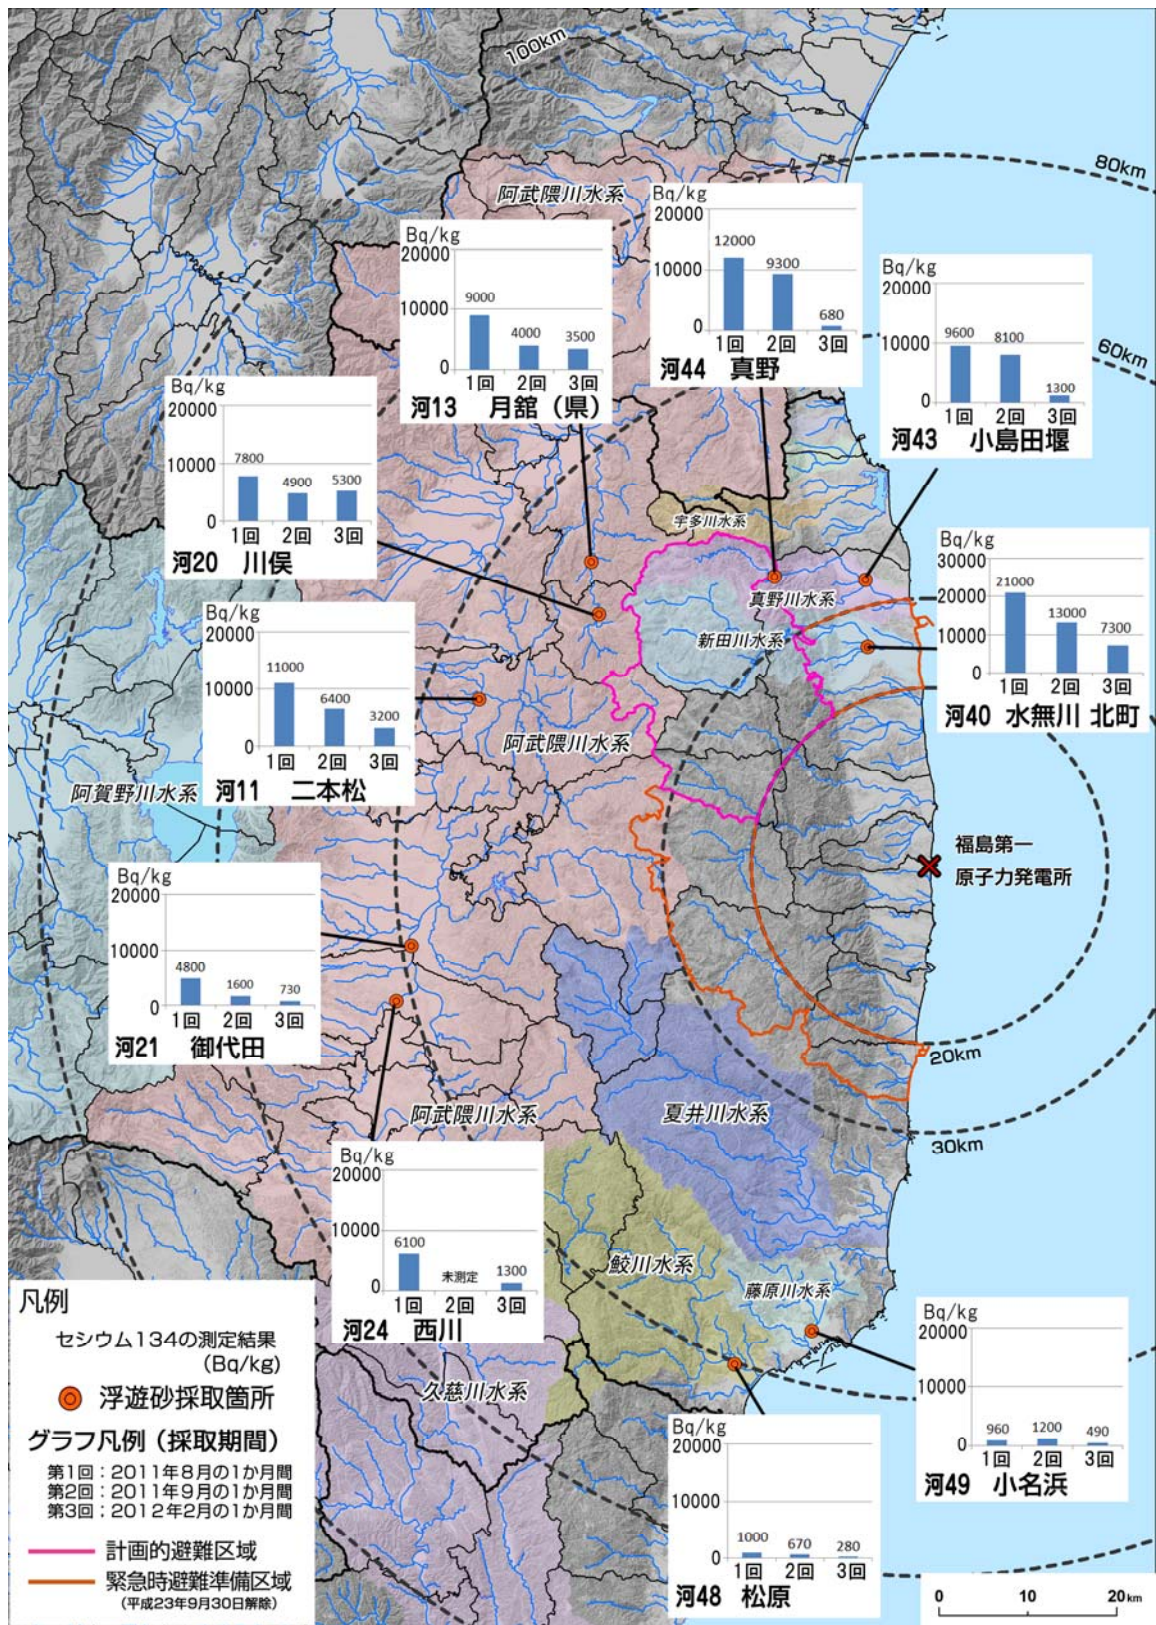 100km
80km
60km
阿武隈川水系
Bq/kg
20000
10000
0
9000
4000
3500
1回 2回 3回
河13 月舘（県）
20000
10000
0
12000
9300
680
1回 2回 3回
河44 真野
Bq/kg
20000
10000
0
9600
8100
1300
1回 2回 3回
河43 小島田堰
Bq/kg
20000
10000
0
7800
4900
5300
1回 2回 3回
河20 川俣
宇多川水系
真野川水系
新田川水系
Bq/kg
30000
20000
10000
0
21000
13000
7300
1回 2回 3回
河40 水無川 北町
Bq/kg
20000
10000
0
11000
6400
3200
1回 2回 3回
河11 二本松
阿武隈川水系
阿賀野川水系
福島第一
原子力発電所
Bq/kg
20000
10000
0
4800
1600
730
1回 2回 3回
河21 御代田
20km
30km
阿武隈川水系
夏井川水系
Bq/kg
20000
10000
0
6100
未測定
1300
1回 2回 3回
河24 西川
鮫川水系
藤原川水系
久慈川水系
Bq/kg
20000
10000
0
960
1200
490
1回 2回 3回
河49 小名浜
Bq/kg
20000
10000
0
1000
670
280
1回 2回 3回
河48 松原
凡例
セシウム134の測定結果
(Bq/kg)
浮遊砂採取箇所
グラフ凡例（採取期間）
第1回：2011年8月の1か月間
第2回：2011年9月の1か月間
第3回：2012年2月の1か月間
計画的避難区域
緊急時避難準備区域
（平成23年9月30日解除）
0 10 20km